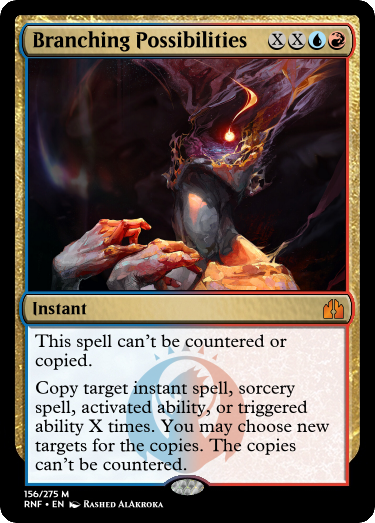 Branching Possibilities XX
Instant
This spell can't be countered or
copied.
Copy target instant spell, sorcery
spell, activated ability, or triggered
ability X times. You may choose new
targets for the copies. The copies
can't be countered.
156/275 M
RNF • EN Rashed AlAkroka